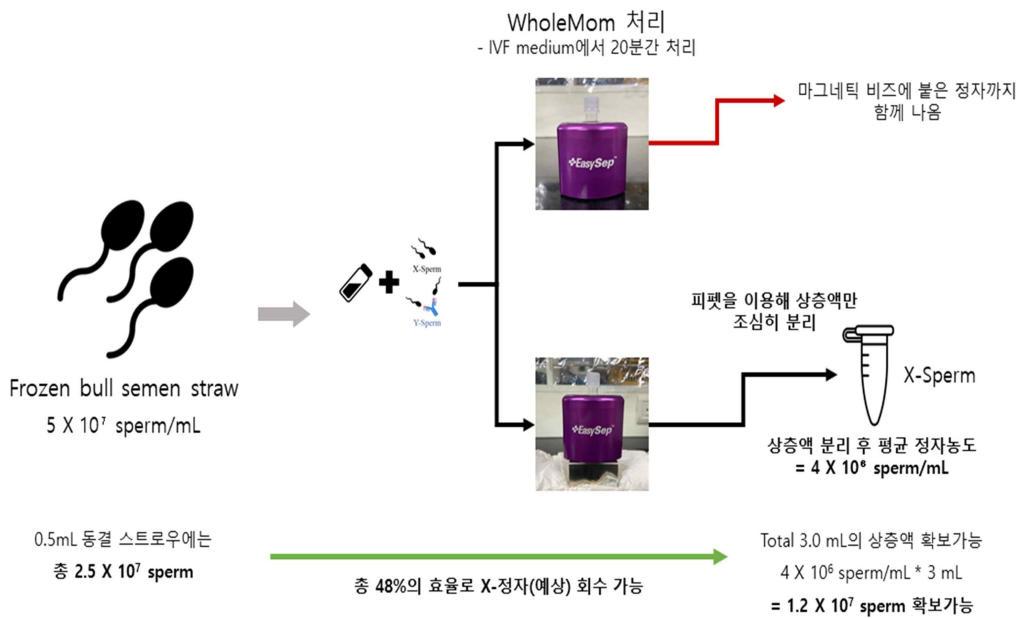 WholeMom 처리
- IVF medium에서 20분간 처리
마그네틱 비즈에 붙은 정자까지
함께 나옴
EasySep™
X-Sperm
Y-Sperm
피펫을 이용해 상층액만
조심히 분리
Frozen bull semen straw
5 X 10⁷ sperm/mL
EasySep™
X-Sperm
상층액 분리 후 평균 정자농도
= 4 X 10⁶ sperm/mL
0.5mL 동결 스트로우에는
총 2.5 X 10⁷ sperm
총 48%의 효율로 X-정자(예상) 회수 가능
Total 3.0 mL의 상층액 확보가능
4 X 10⁶ sperm/mL * 3 mL
= 1.2 X 10⁷ sperm 확보가능